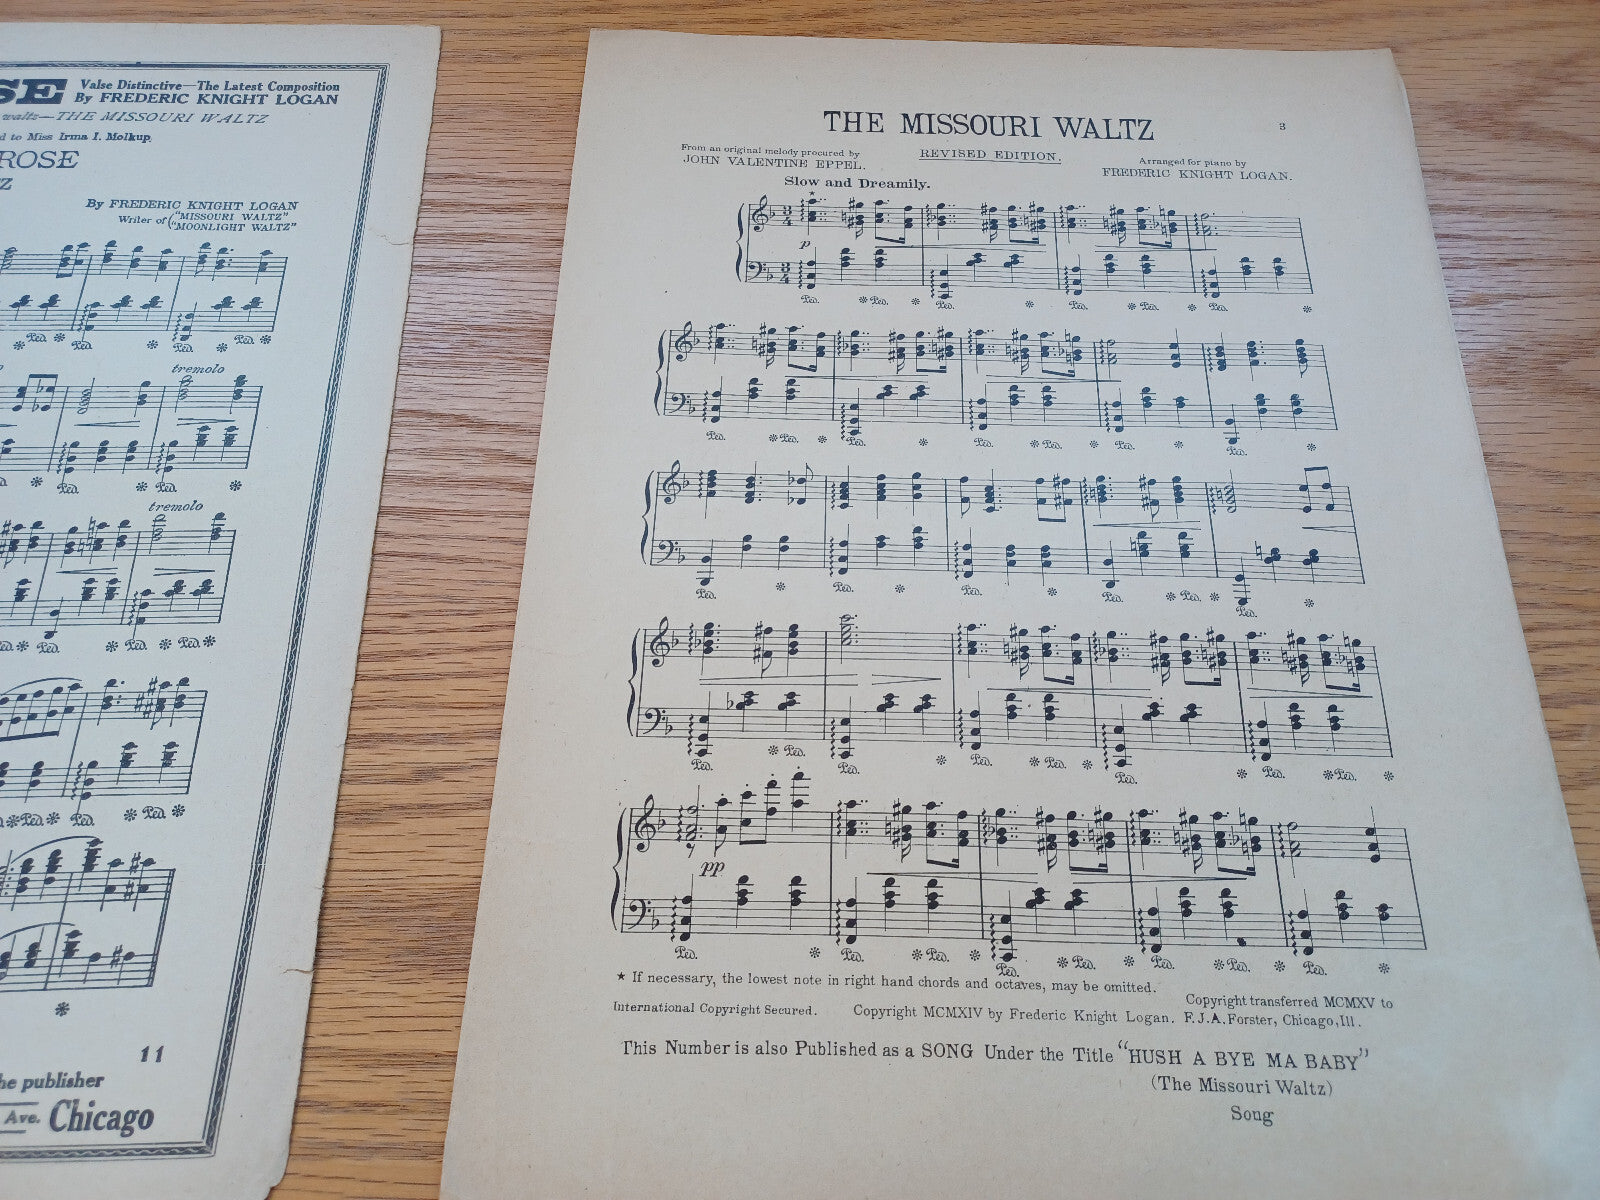 SE
Valse Distinctive—The Latest Composition
By FREDERIC KNIGHT LOGAN
waltz—THE MISSOURI WALTZ
d to Miss Irma I. Molkup.
ROSE
TZ
By FREDERIC KNIGHT LOGAN
Writer of ("MISSOURI WALTZ"
"MOONLIGHT WALTZ"
tremolo
tremolo
11
he publisher
Ave. Chicago
THE MISSOURI WALTZ
3
From an original melody procured by
JOHN VALENTINE EPPEL.
REVISED EDITION.
Arranged for piano by
FREDERIC KNIGHT LOGAN.
Slow and Dreamily.
p
pp
★ If necessary, the lowest note in right hand chords and octaves, may be omitted.
International Copyright Secured. Copyright MCMXIV by Frederic Knight Logan. Copyright transferred MCMXV to
F.J.A. Forster, Chicago, Ill.
This Number is also Published as a SONG Under the Title "HUSH A BYE MA BABY"
(The Missouri Waltz)
Song